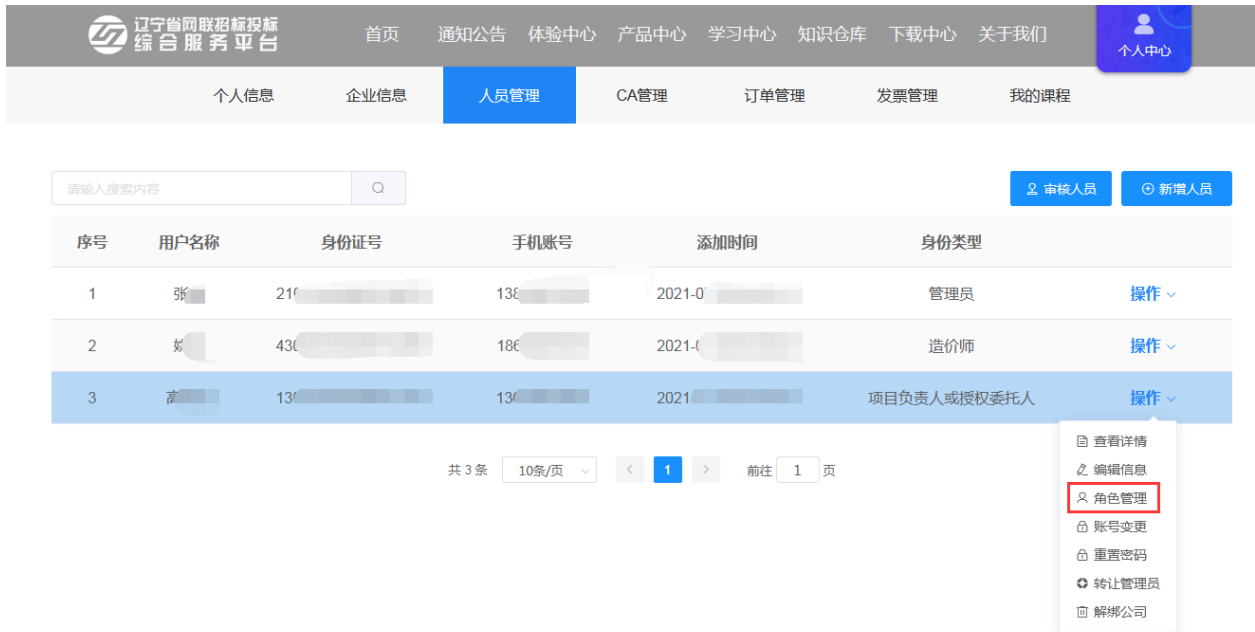 辽宁省网联招标投标
综合服务平台
首页 通知公告 体验中心 产品中心 学习中心 知识仓库 下载中心 关于我们 个人中心
个人信息 企业信息 人员管理 CA管理 订单管理 发票管理 我的课程
请输入搜索内容 审核人员 新增人员
序号 用户名称 身份证号 手机账号 添加时间 身份类型
1 张 210 138 2021-0 管理员 操作
2 430 186 2021- 造价师 操作
3 高 130 130 2021 项目负责人或授权委托人 操作
共 3 条 10条/页 < 1 > 前往 1 页
查看详情
编辑信息
角色管理
账号变更
重置密码
转让管理员
解绑公司